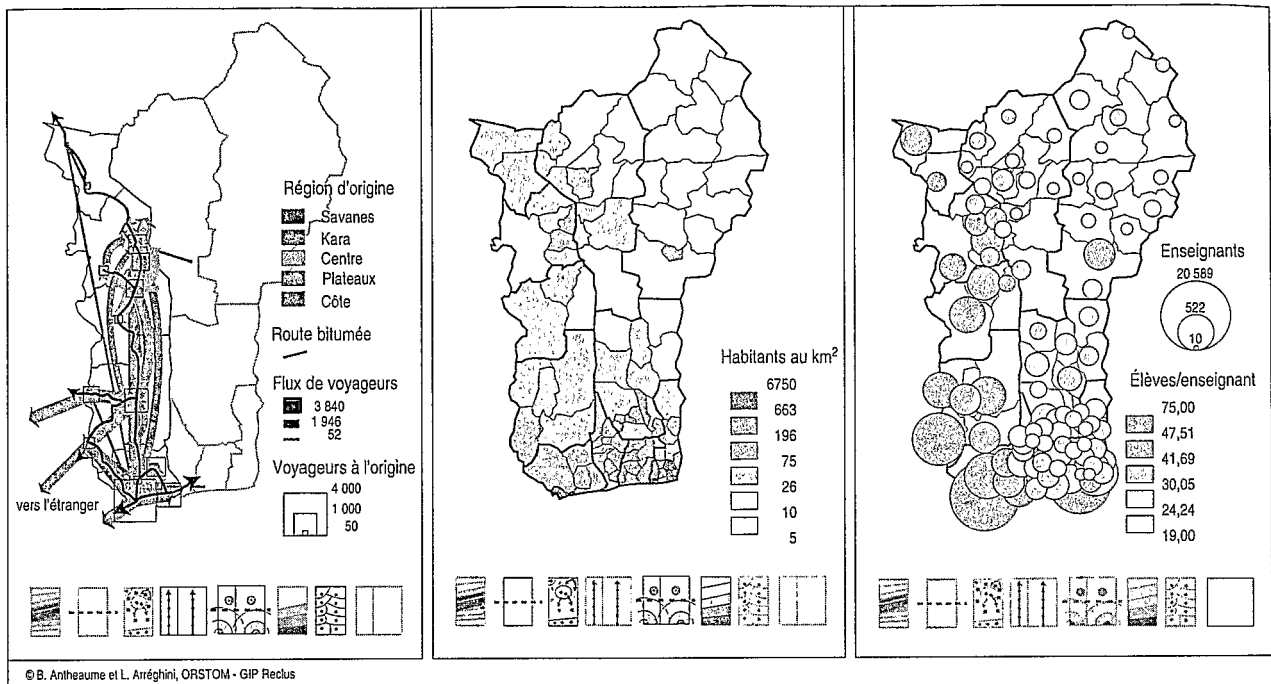 Région d'origine
Savanes
Kara
Centre
Plateaux
Côte
Route bitumée
Flux de voyageurs
3 840
1 946
52
Voyageurs à l'origine
4 000
1 000
50
vers l'étranger
Habitants au km²
6750
663
196
75
26
10
5
Enseignants
20 589
522
10
Élèves/enseignant
75,00
47,51
41,69
30,05
24,24
19,00
© B. Antheaume et L. Arréghini, ORSTOM - GIP Reclus